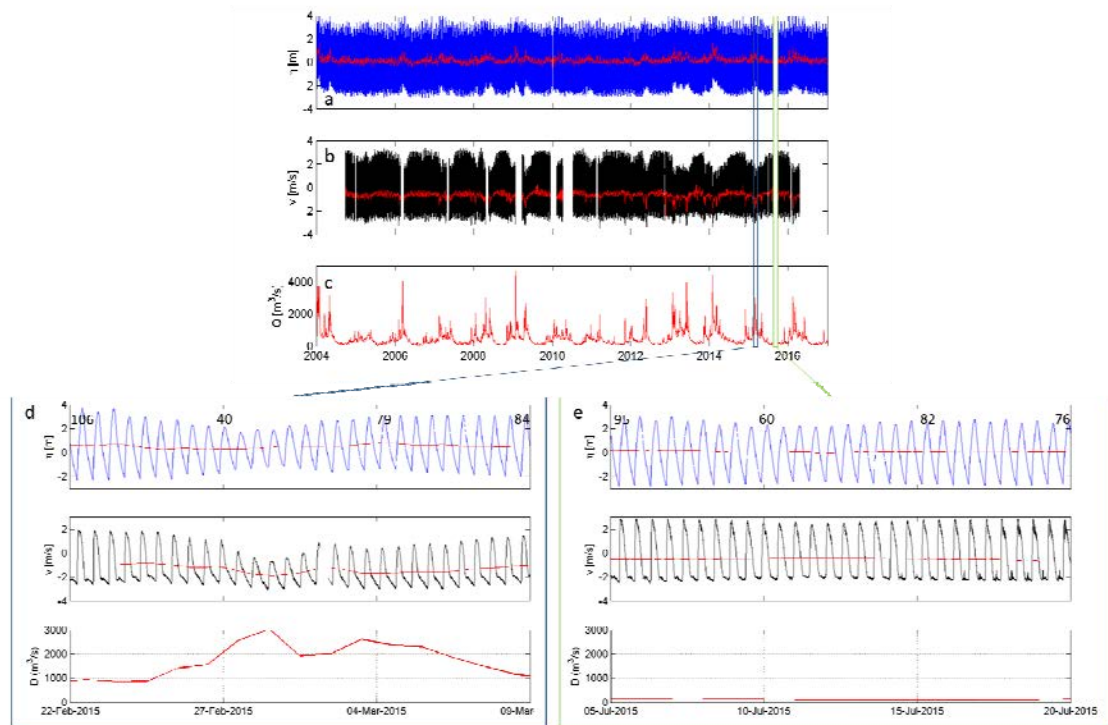 4
2
0
-2
-4
η [m]
a
4
2
0
-2
-4
v [m/s]
b
4000
2000
0
Q [m³/s]
c
2004 2006 2008 2010 2012 2014 2016
d
4
2
0
-2
100 40 79 84
2
0
-2
-4
v [m/s]
3000
2000
1000
0
D (m³/s)
22-Feb-2015 27-Feb-2015 04-Mar-2015 09-Mar
e
4
2
0
-2
60 82 76
2
0
-2
-4
v [m/s]
3000
2000
1000
0
D (m³/s)
05-Jul-2015 10-Jul-2015 15-Jul-2015 20-Jul-2015